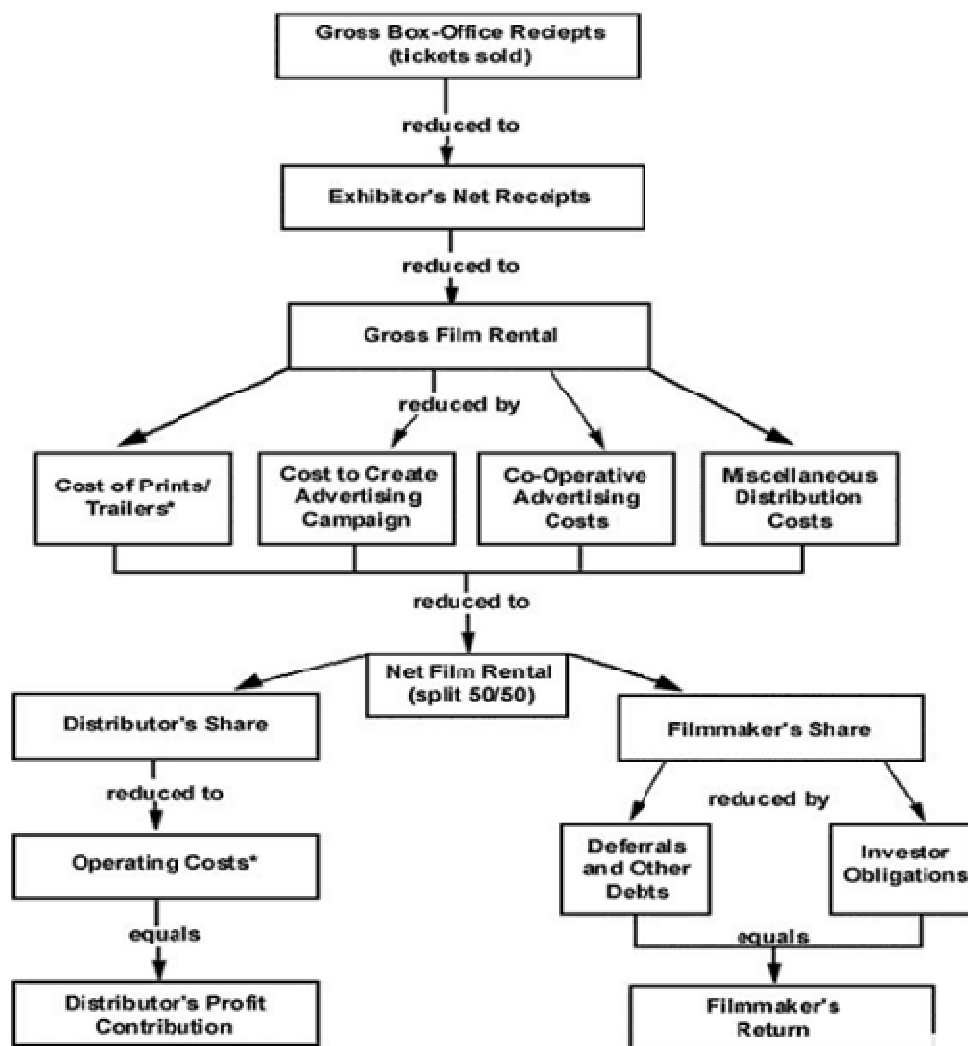 Gross Box-Office Reciepts
(tickets sold)
reduced to
Exhibitor's Net Receipts
reduced to
Gross Film Rental
reduced by
Cost of Prints/
Trailers*
Cost to Create
Advertising
Campaign
Co-Operative
Advertising
Costs
Miscellaneous
Distribution
Costs
reduced to
Net Film Rental
(split 50/50)
Distributor's Share
Filmmaker's Share
reduced to
reduced by
Operating Costs*
Deferrals
and Other
Debts
Investor
Obligations
equals
equals
Distributor's Profit
Contribution
Filmmaker's
Return